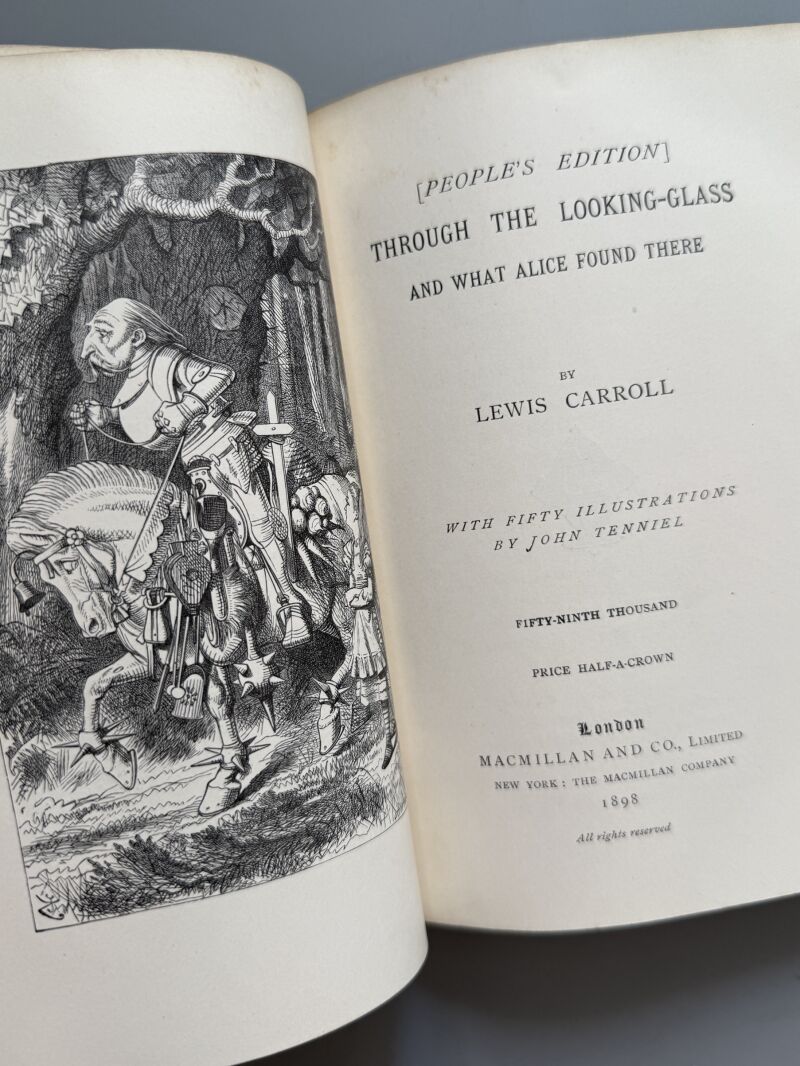 [PEOPLE'S EDITION]
THROUGH THE LOOKING-GLASS
AND WHAT ALICE FOUND THERE
BY
LEWIS CARROLL
WITH FIFTY ILLUSTRATIONS
BY JOHN TENNIEL
FIFTY-NINTH THOUSAND
PRICE HALF-A-CROWN
London
MACMILLAN AND CO., LIMITED
NEW YORK: THE MACMILLAN COMPANY
1898
All rights reserved